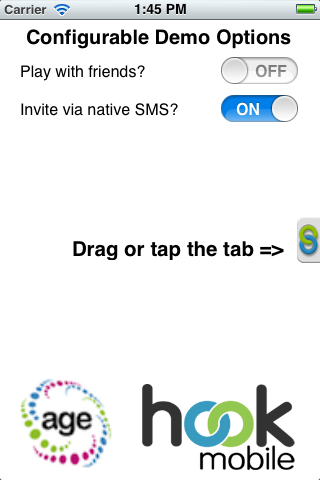 Carrier 1:45 PM
Configurable Demo Options
Play with friends? OFF
Invite via native SMS? ON
Drag or tap the tab =>
age
hook
mobile